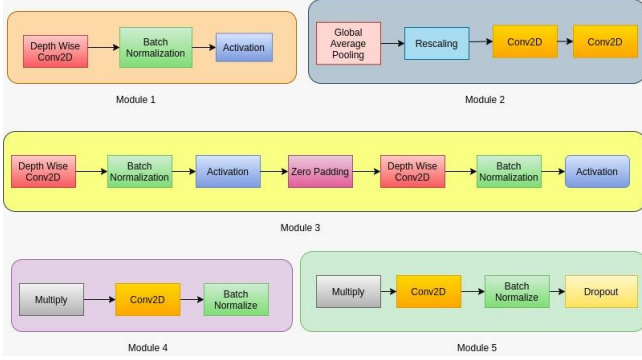 Depth Wise
Conv2D
Batch
Normalization
Activation
Module 1
Global
Average
Pooling
Rescaling
Conv2D
Conv2D
Module 2
Depth Wise
Conv2D
Batch
Normalization
Activation
Zero Padding
Depth Wise
Conv2D
Batch
Normalization
Activation
Module 3
Multiply
Conv2D
Batch
Normalize
Module 4
Multiply
Conv2D
Batch
Normalize
Dropout
Module 5